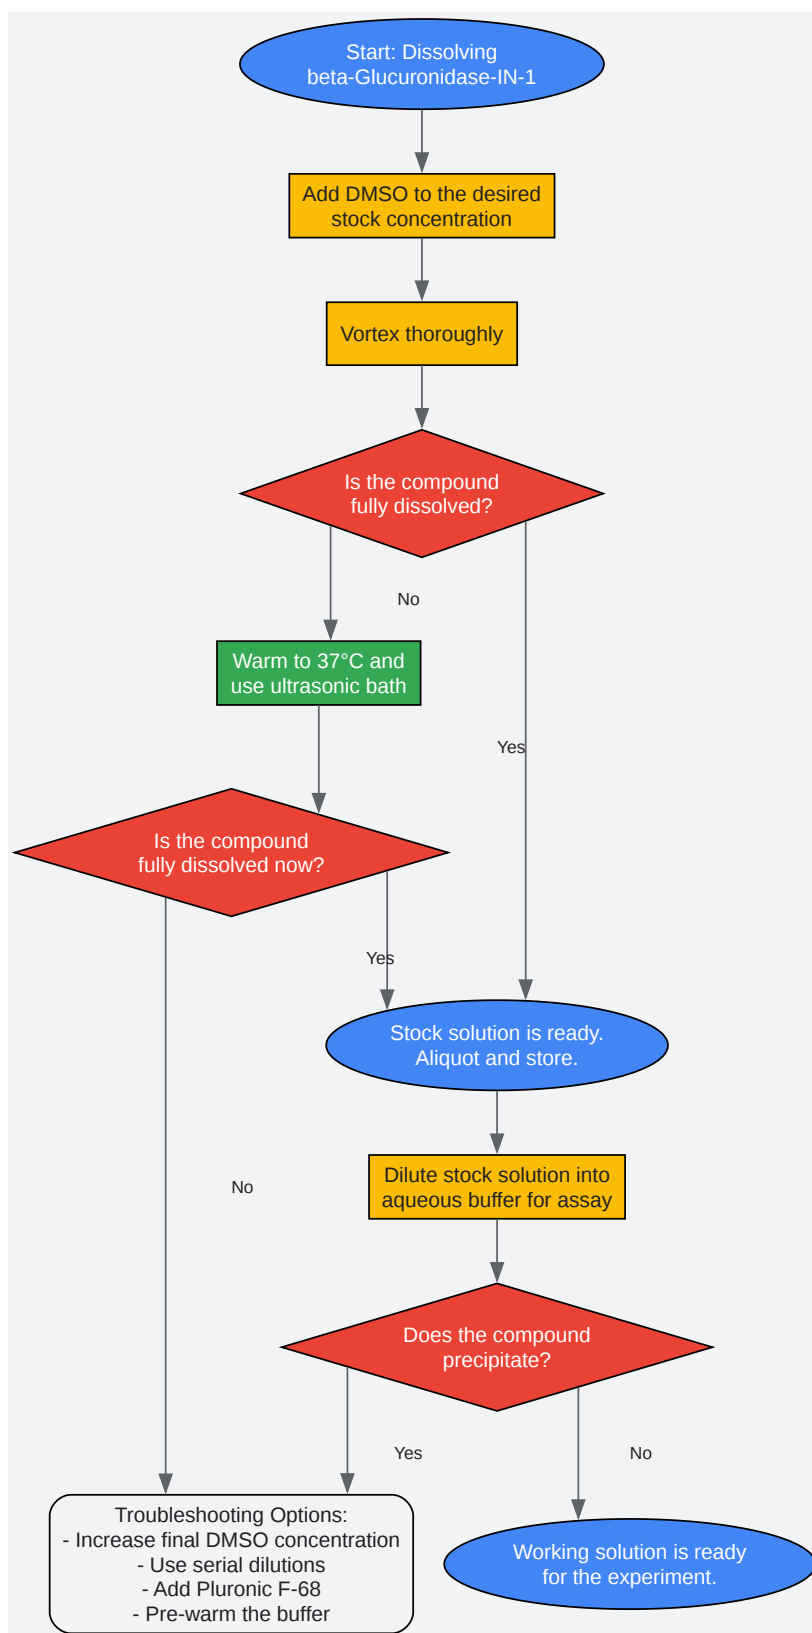 Start: Dissolving
beta-Glucuronidase-IN-1
Add DMSO to the desired
stock concentration
Vortex thoroughly
Is the compound
fully dissolved?
No
Warm to 37°C and
use ultrasonic bath
Yes
Is the compound
fully dissolved now?
Yes
Stock solution is ready.
Aliquot and store.
No
Dilute stock solution into
aqueous buffer for assay
Does the compound
precipitate?
Yes
No
Troubleshooting Options:
- Increase final DMSO concentration
- Use serial dilutions
- Add Pluronic F-68
- Pre-warm the buffer
Working solution is ready
for the experiment.